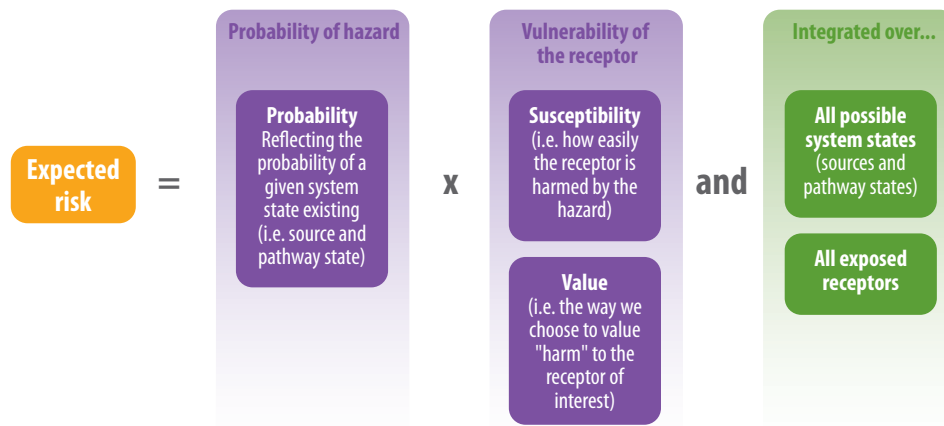 Expected
risk
=
Probability of hazard
Probability
Reflecting the
probability of a
given system
state existing
(i.e. source and
pathway state)
x
Vulnerability of
the receptor
Susceptibility
(i.e. how easily
the receptor is
harmed by the
hazard)
Value
(i.e. the way we
choose to value
"harm" to the
receptor of
interest)
and
Integrated over...
All possible
system states
(sources and
pathway states)
All exposed
receptors